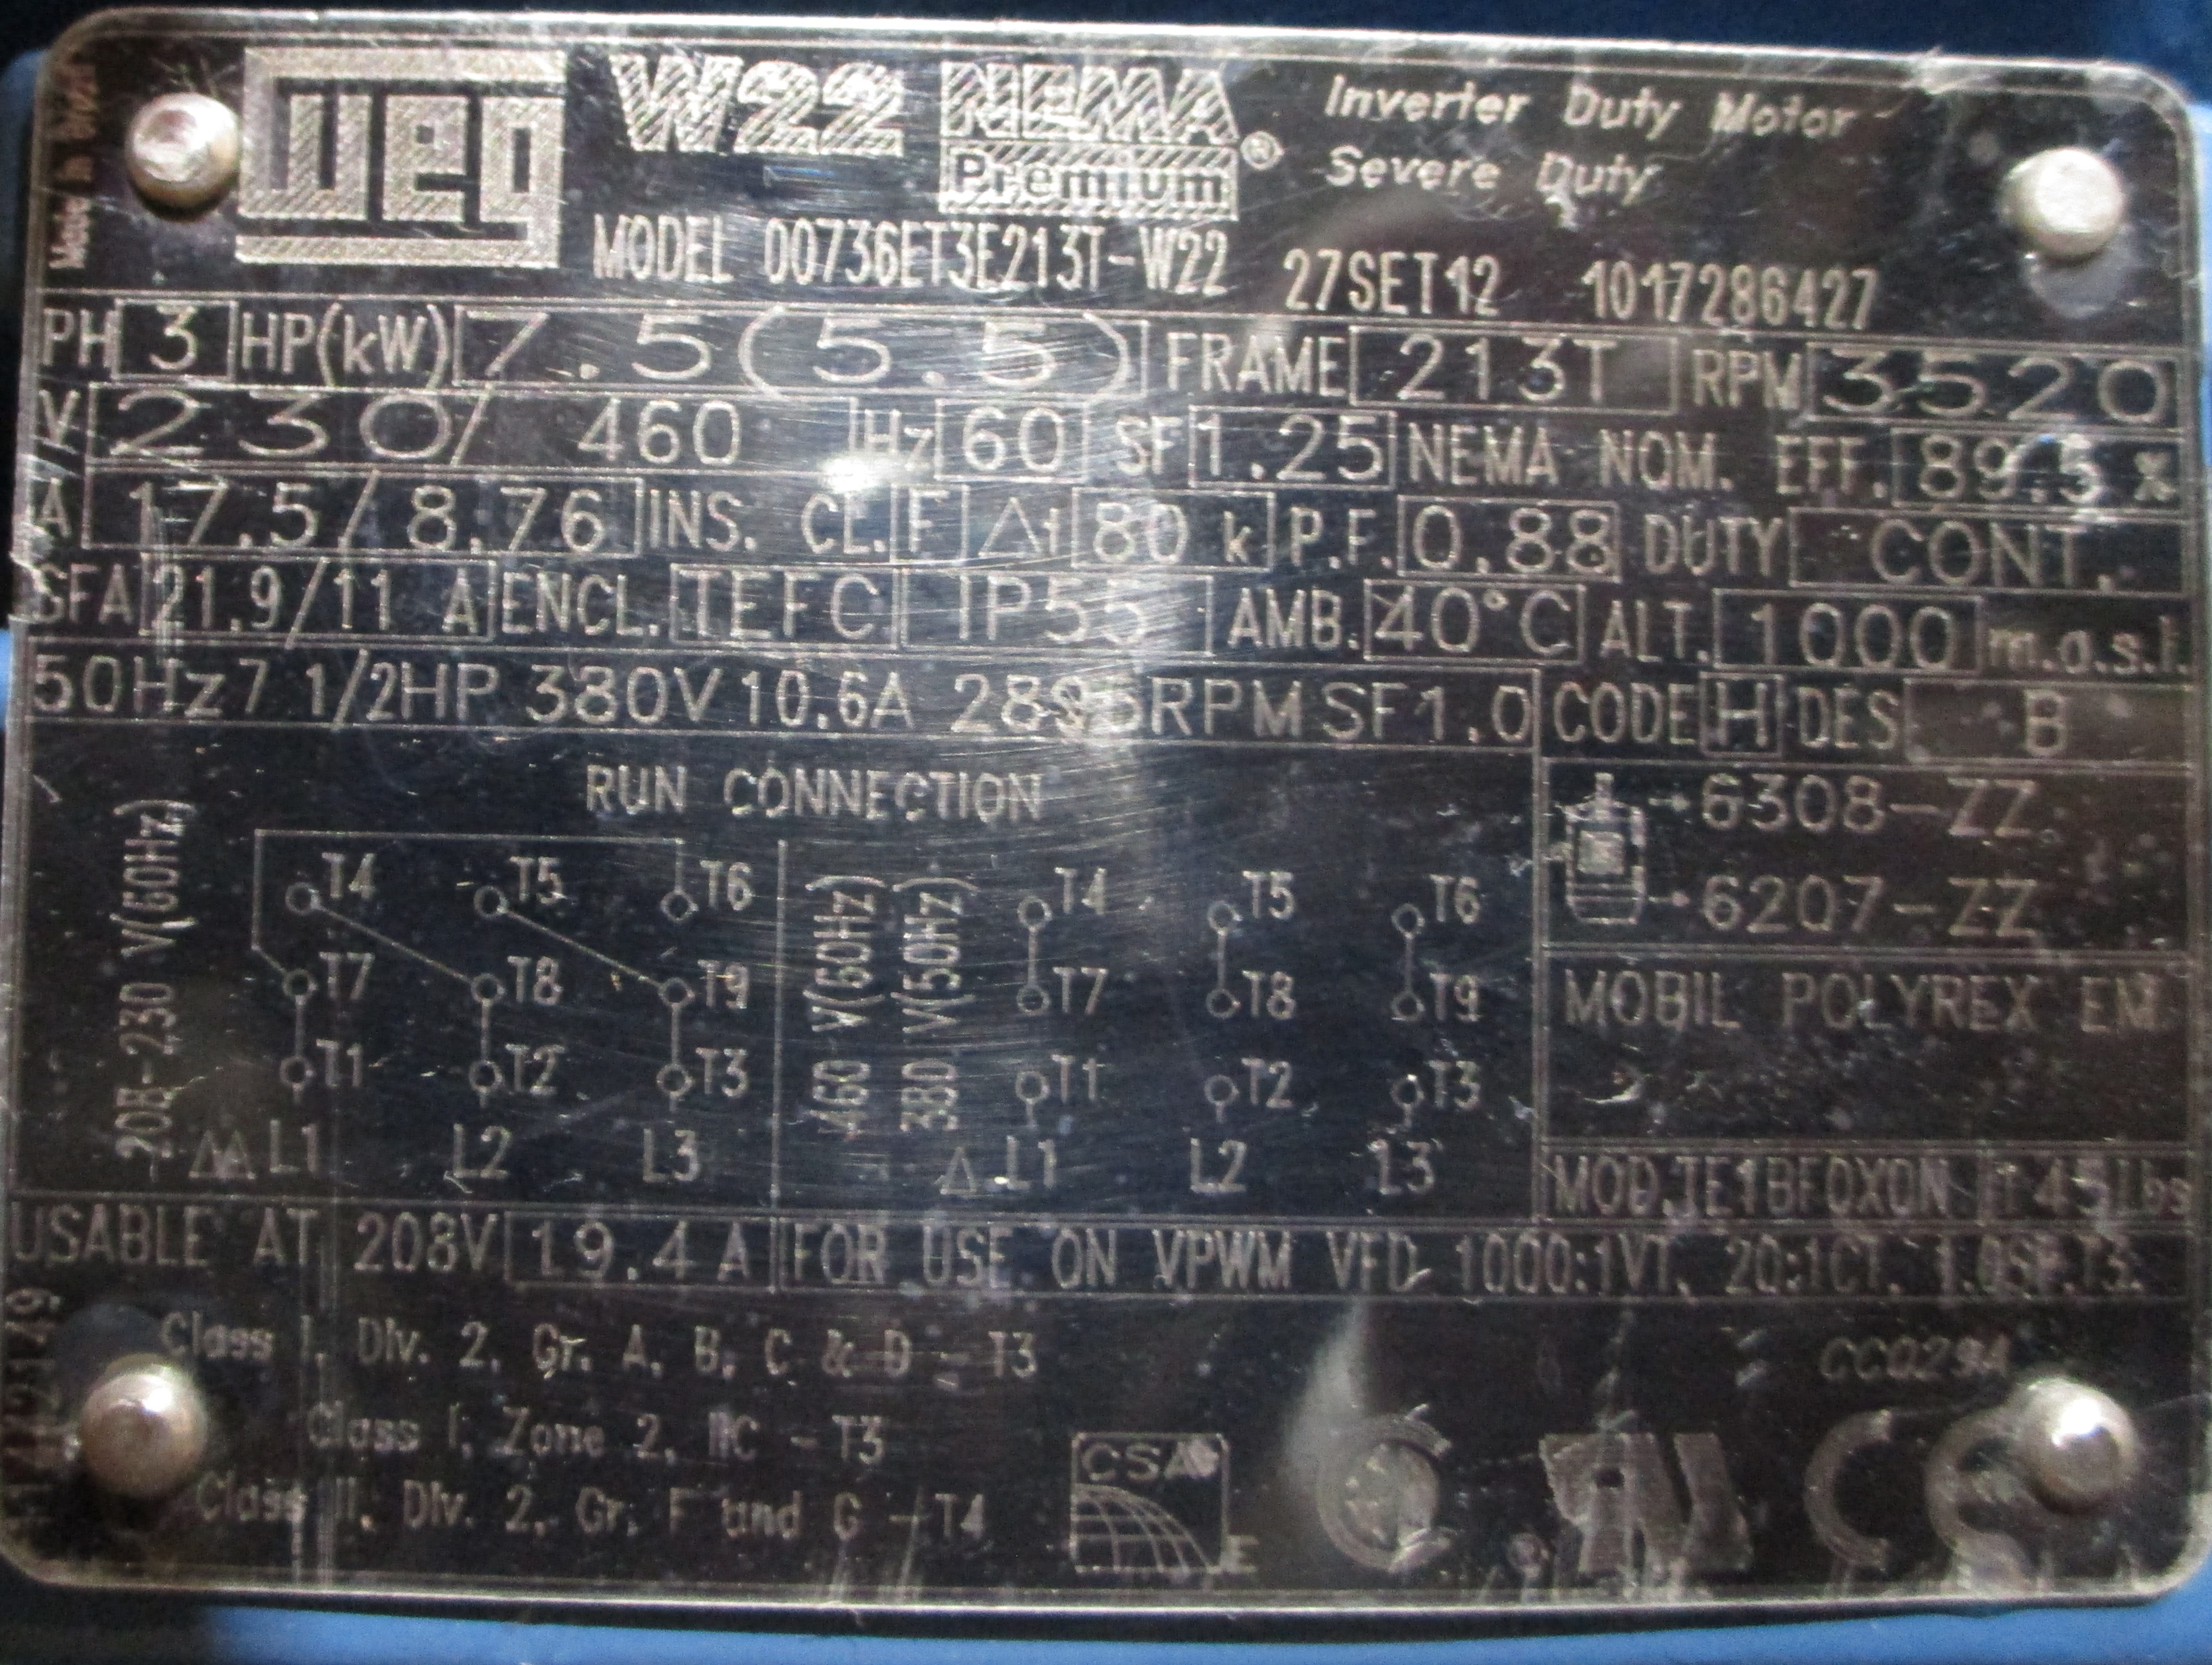 Made in Brazil
WEG W22 NEMA Premium® Inverter Duty Motor
Severe Duty
MODEL 00736ET3E213T-W22 27SET12 1017286427
PH 3 HP(kW) 7.5(5.5) FRAME 213T RPM 3520
V 230/ 460 Hz 60 SF 1.25 NEMA NOM. EFF. 89.5 %
A 17.5/8.76 INS. CL. F Δt 80 k P.F. 0.88 DUTY CONT.
SFA 21.9/11 A ENCL. TEFC IP55 AMB. 40°C ALT. 1000 m.a.s.l.
50Hz 7 1/2HP 380V 10.6A RPM SF1.0 CODE H DES B
RUN CONNECTION
208-230 V(60Hz)
T4 T5 T6
T7 T8 T9
T1 T2 T3
ΔΔ L1 L2 L3
460 V(60Hz)
380 V(50Hz)
T4 T5 T6
T7 T8 T9
T1 T2 T3
Δ L1 L2 L3
6308-ZZ
6207-ZZ
MOBIL POLYREX EM
MOD.TE1BF0X0N Lbs
USABLE AT 208V 19.4 A FOR USE ON VPWM VFD 1000:1VT, 20:1CT, 1.0SF,T3.
Class I, Div. 2, Gr. A, B, C & D - T3
Class I, Zone 2, IIC - T3
Class II, Div. 2, Gr. F and G - T4
CC029A
CSA
E
CE